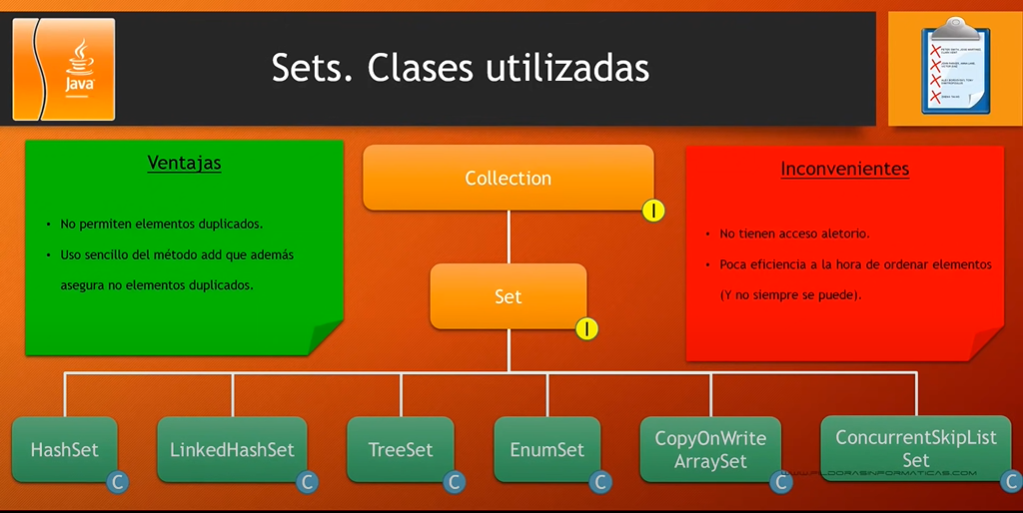 Java
Sets. Clases utilizadas
Ventajas
• No permiten elementos duplicados.
• Uso sencillo del método add que además
asegura no elementos duplicados.
Collection
I
Set
I
Inconvenientes
• No tienen acceso aletorio.
• Poca eficiencia a la hora de ordenar elementos
(Y no siempre se puede).
HashSet
C
LinkedHashSet
C
TreeSet
C
EnumSet
C
CopyOnWrite
ArraySet
C
ConcurrentSkipList
Set
C
WWW.PILDORASINFORMATICAS.COM